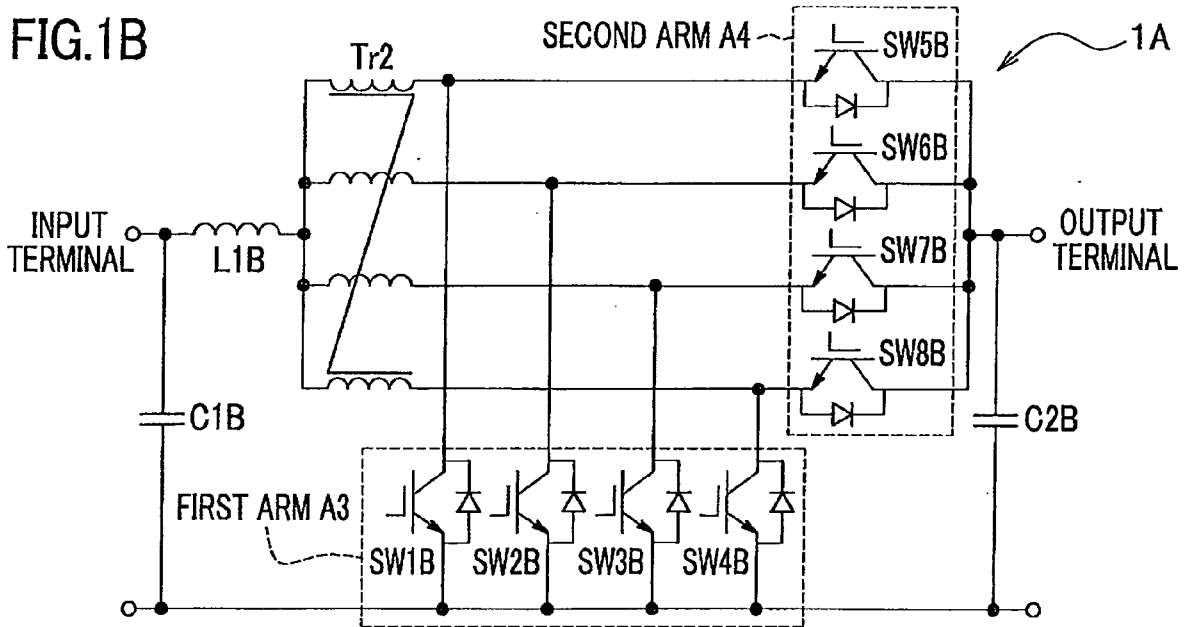 FIG.1B
SECOND ARM A4
SW5B
1A
Tr2
SW6B
INPUT
TERMINAL
L1B
SW7B
OUTPUT
TERMINAL
SW8B
C1B
C2B
FIRST ARM A3
SW1B SW2B SW3B SW4B